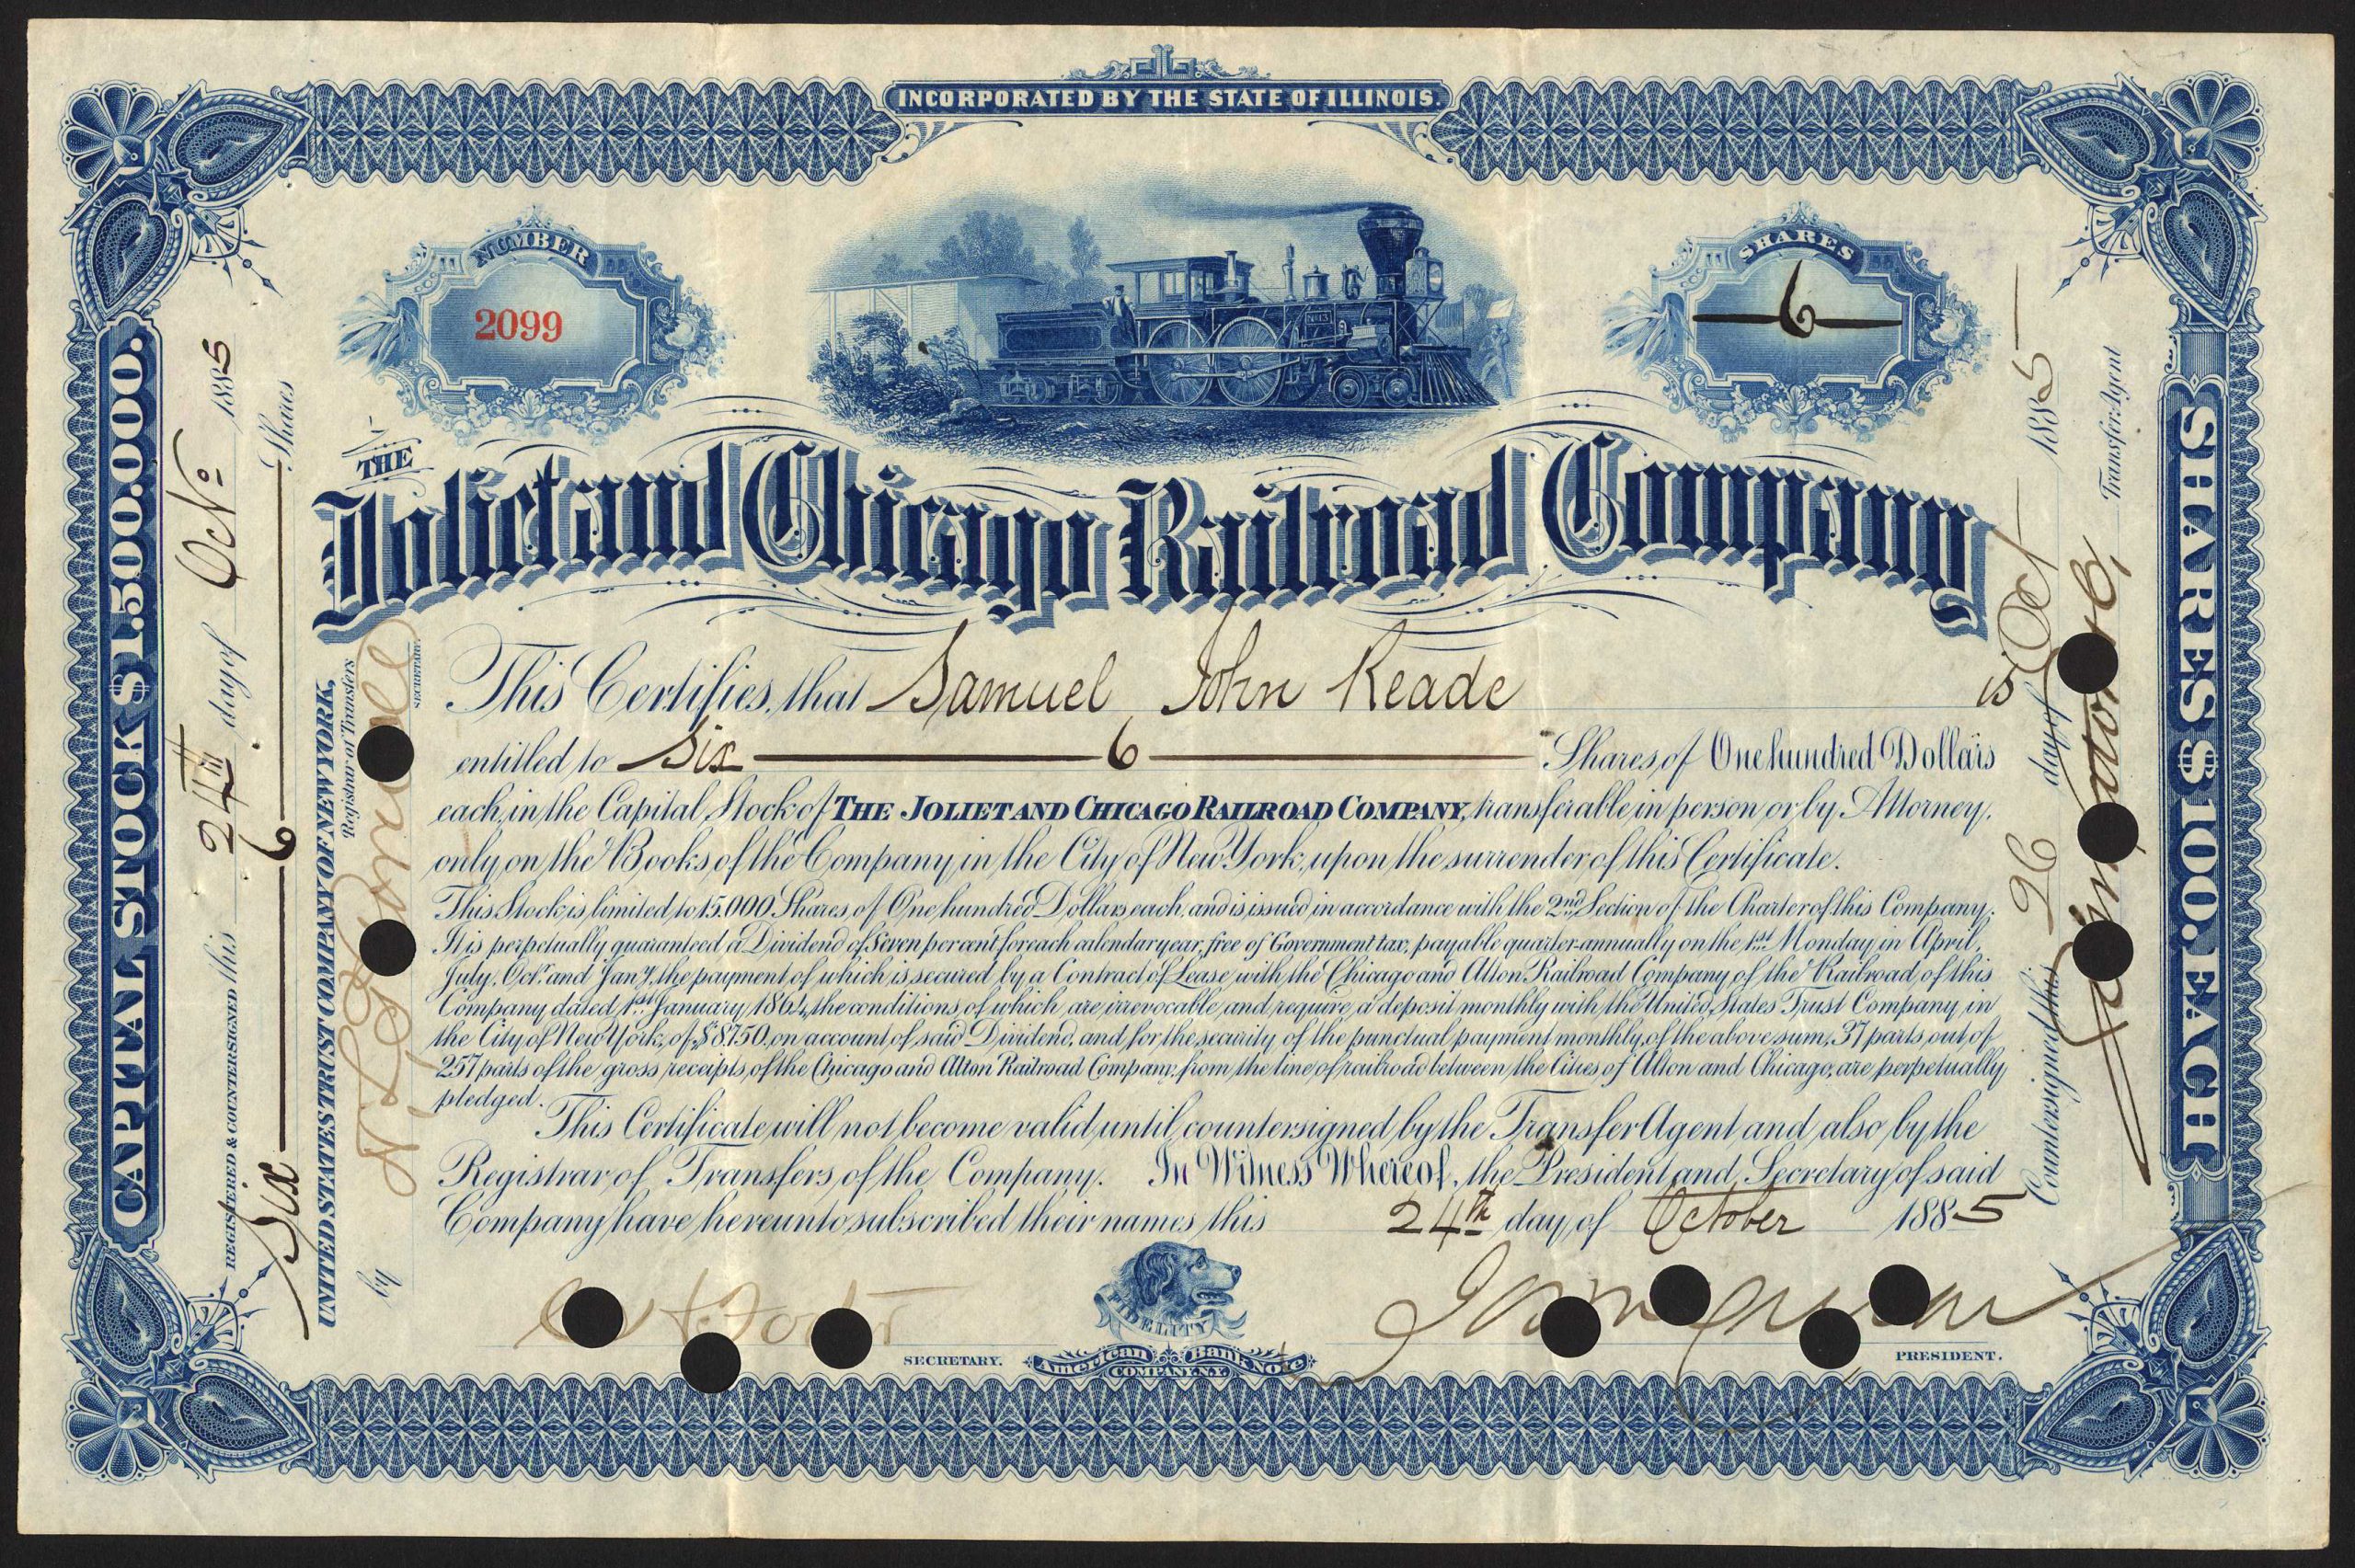 INCORPORATED BY THE STATE OF ILLINOIS.
NUMBER
2099
SHARES
6
No 13
THE
Joliet and Chicago Railroad Company
This Certifies, that Samuel John Reade is
entitled to Six 6 Shares of One hundred Dollars
each, in the Capital Stock of THE JOLIET AND CHICAGO RAILROAD COMPANY, transferable in person or by Attorney,
only on the Books of the Company in the City of New York, upon the surrender of this Certificate.
This Stock is limited to 15.000 Shares of One hundred Dollars each, and is issued in accordance with the 2nd Section of the Charter of this Company;
It is perpetually guaranteed a Dividend of Seven per cent, for each calendar year, free of Government tax, payable quarter-annually on the 1st Monday in April,
July, Octr. and Jany, the payment of which is secured by a Contract of Lease with the Chicago and Alton Railroad Company of the Railroad of this
Company dated, 1st January 1864, the conditions of which are irrevocable and require a deposit monthly with the United States Trust Company in
the City of New York, of $8.750, on account of said Dividend, and for the security of the punctual payment monthly of the above sum, 37 parts out of
257 parts of the gross receipts of the Chicago and Alton Railroad Company, from the line of railroad between the Cities of Alton and Chicago, are perpetually
pledged.
This Certificate will not become valid until countersigned by the Transfer Agent and also by the
Registrar of Transfers of the Company. In Witness Whereof, the President and Secretary of said
Company have hereunto subscribed their names this 24th day of October 1885
SECRETARY.
PRESIDENT.
FIDELITY
American Bank Note
COMPANY N.Y.
CAPITAL STOCK $1.500.000.
REGISTERED & COUNTERSIGNED this 24th day of Oct 1885
Six 6 Shares
UNITED STATES TRUST COMPANY OF NEW YORK,
Registrar of Transfers
by
SECRETARY.
Countersigned this 26 day of Oct 1885
Transfer Agent
SHARES $100. EACH